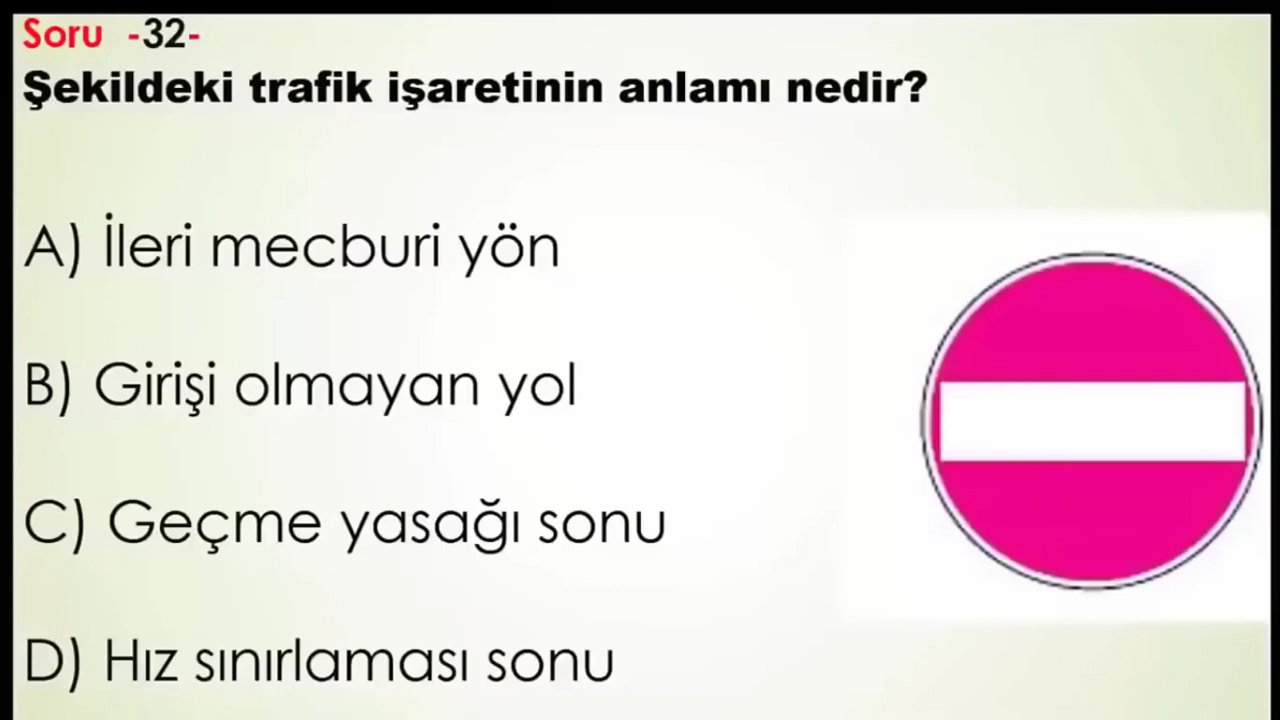 Soru -32-
Şekildeki trafik işaretinin anlamı nedir?
A) İleri mecburi yön
B) Girişi olmayan yol
C) Geçme yasağı sonu
D) Hız sınırlaması sonu